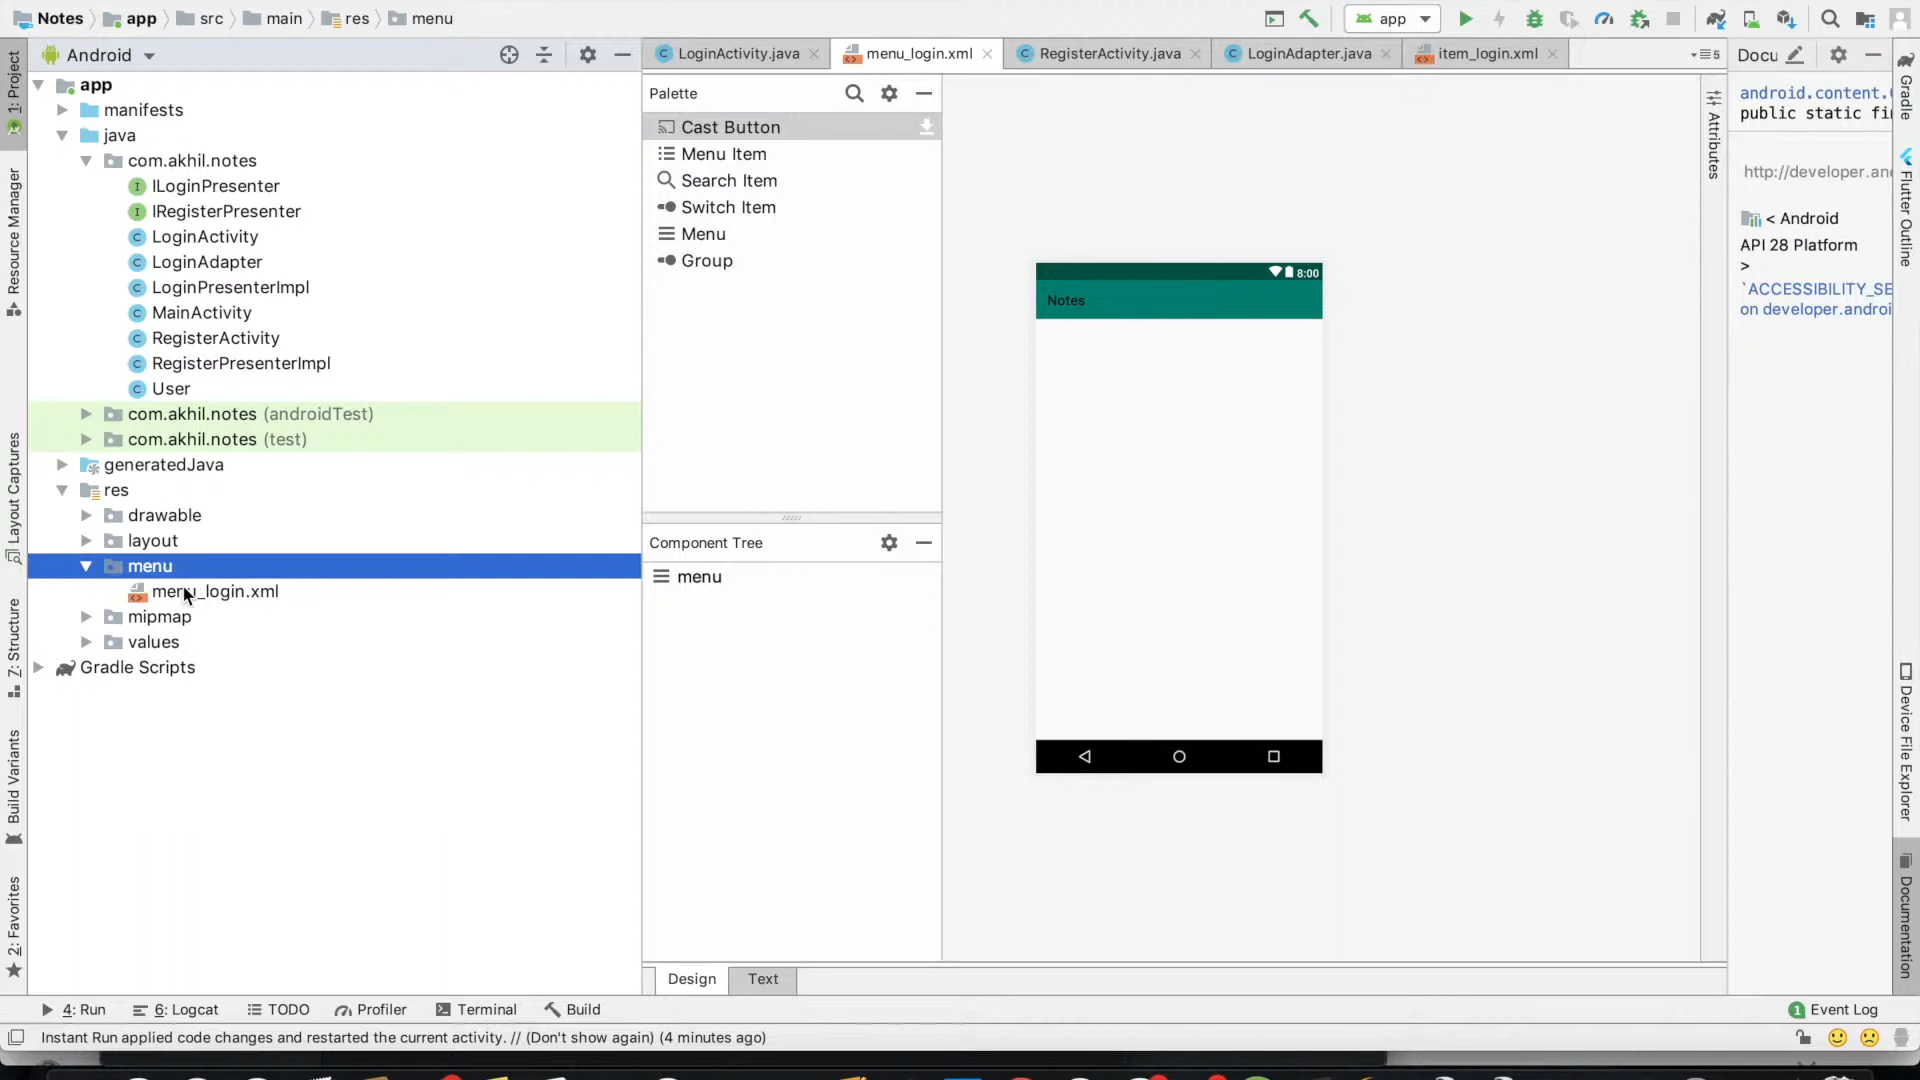 Notes app src main res menu
app
Android
LoginActivity.java menu_login.xml RegisterActivity.java LoginAdapter.java item_login.xml
5
Docu
1: Project
Resource Manager
Layout Captures
Z: Structure
Build Variants
2: Favorites
app
manifests
java
com.akhil.notes
ILoginPresenter
IRegisterPresenter
LoginActivity
LoginAdapter
LoginPresenterImpl
MainActivity
RegisterActivity
RegisterPresenterImpl
User
com.akhil.notes (androidTest)
com.akhil.notes (test)
generatedJava
res
drawable
layout
menu
menu_login.xml
mipmap
values
Gradle Scripts
Palette
Cast Button
Menu Item
Search Item
Switch Item
Menu
Group
Component Tree
menu
8:00
Notes
Attributes
android.content.
public static fi
http://developer.an
< Android
API 28 Platform
>
`ACCESSIBILITY_SE
on developer.androi
Gradle
Flutter Outline
Device File Explorer
Documentation
Design Text
4: Run 6: Logcat TODO Profiler Terminal Build
1 Event Log
Instant Run applied code changes and restarted the current activity. // (Don't show again) (4 minutes ago)